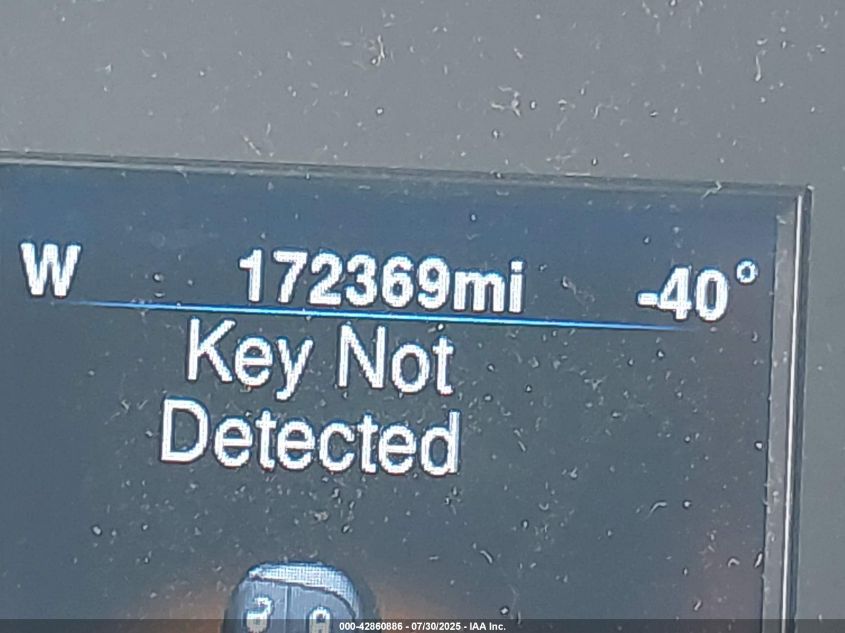 W 172369mi -40°
Key Not
Detected
000-42860886 - 07/30/2025 - IAA Inc.